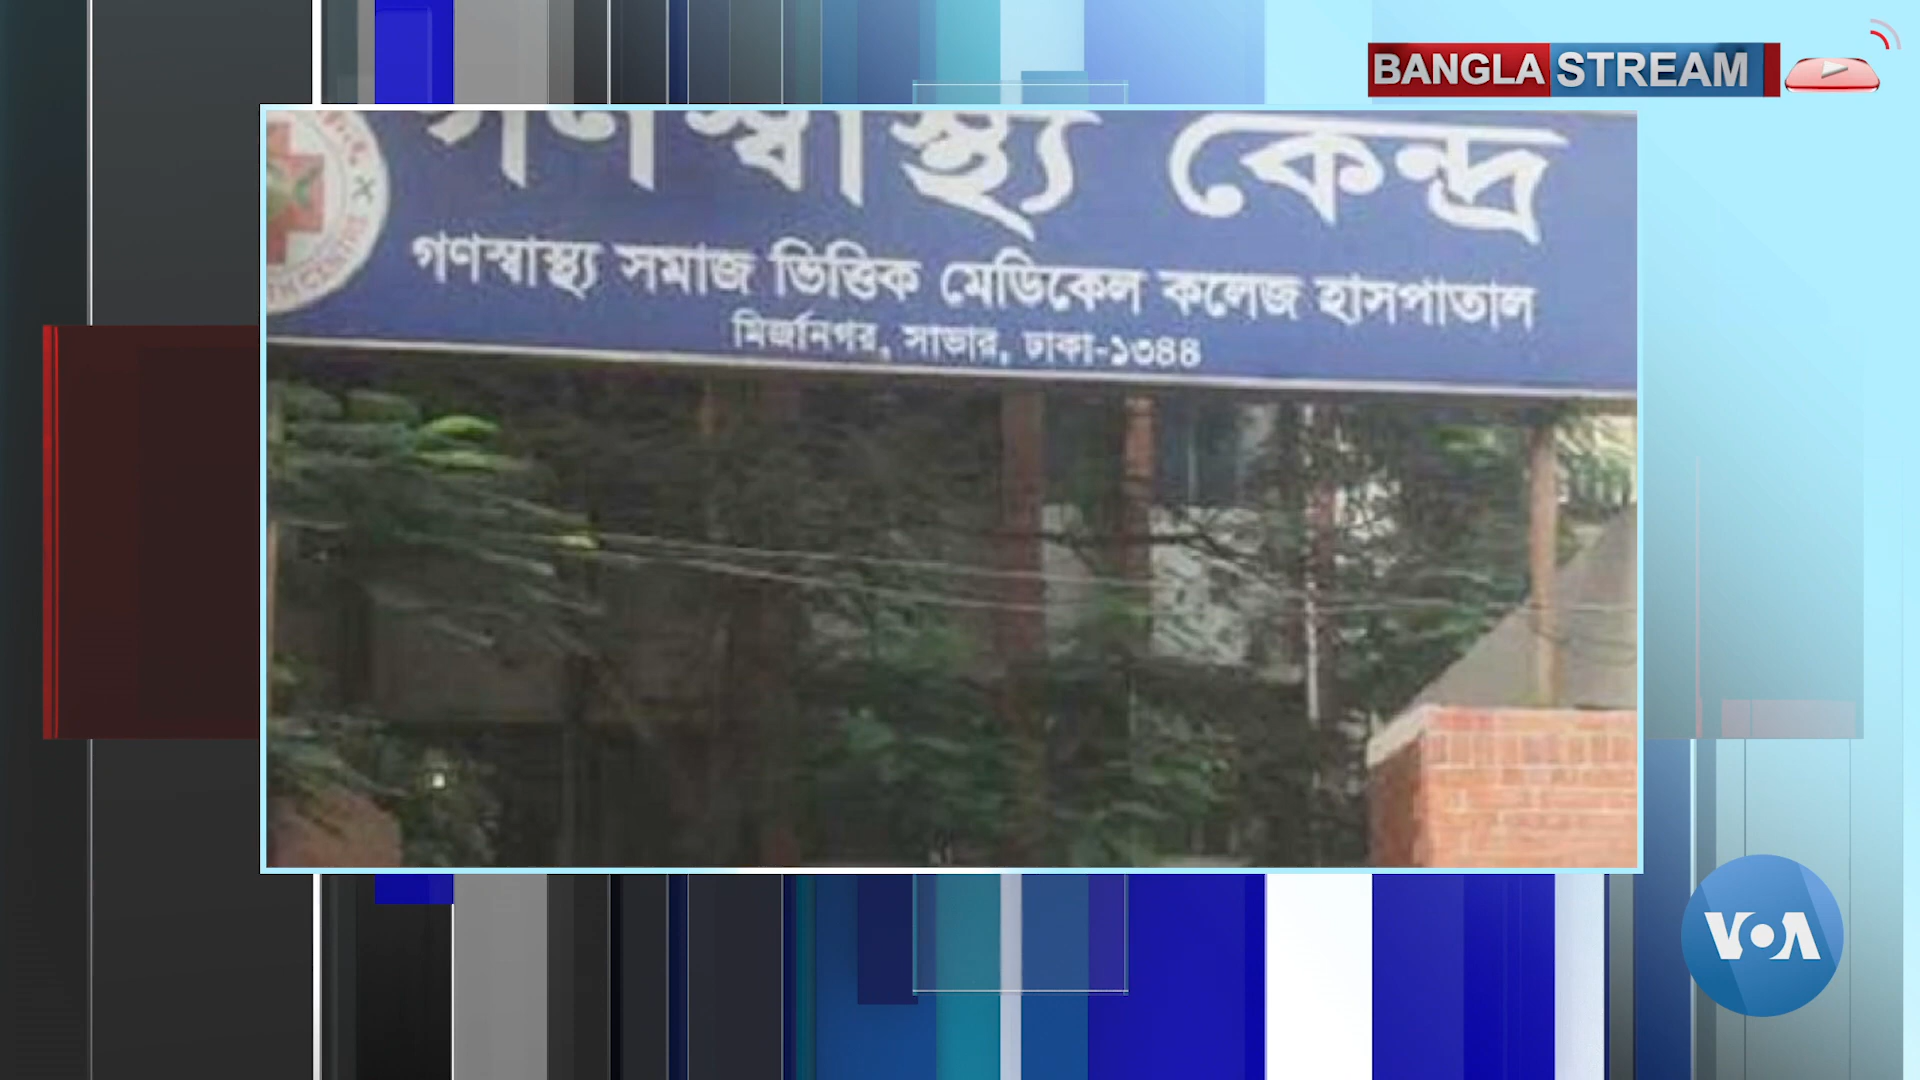 BANGLA STREAM
গণস্বাস্থ্য কেন্দ্র
গণস্বাস্থ্য সমাজ ভিত্তিক মেডিকেল কলেজ হাসপাতাল
মির্জানগর, সাভার, ঢাকা-১৩৪৪
VOA